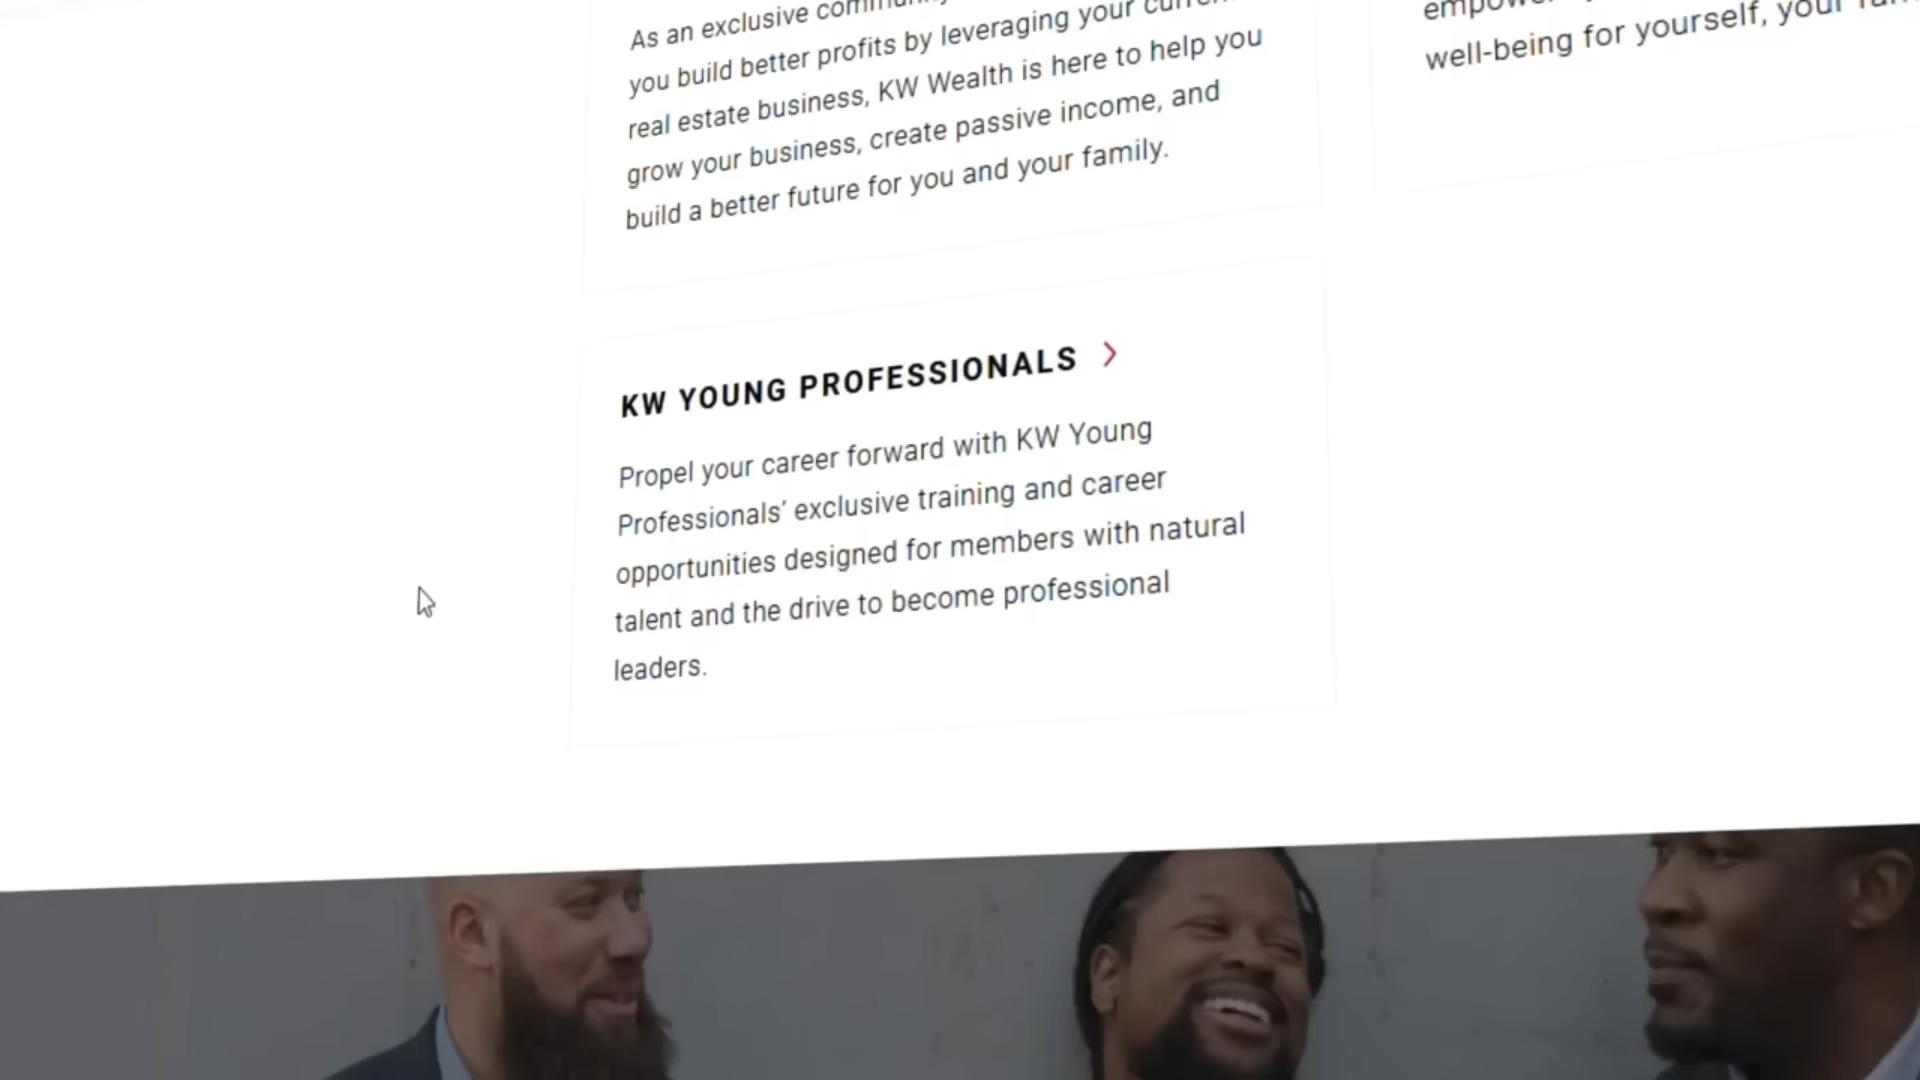 As an exclusive
you build better profits by leveraging your
real estate business, KW Wealth is here to help you
grow your business, create passive income, and
build a better future for you and your family.
well-being for yourself, your
KW YOUNG PROFESSIONALS
Propel your career forward with KW Young
Professionals’ exclusive training and career
opportunities designed for members with natural
talent and the drive to become professional
leaders.